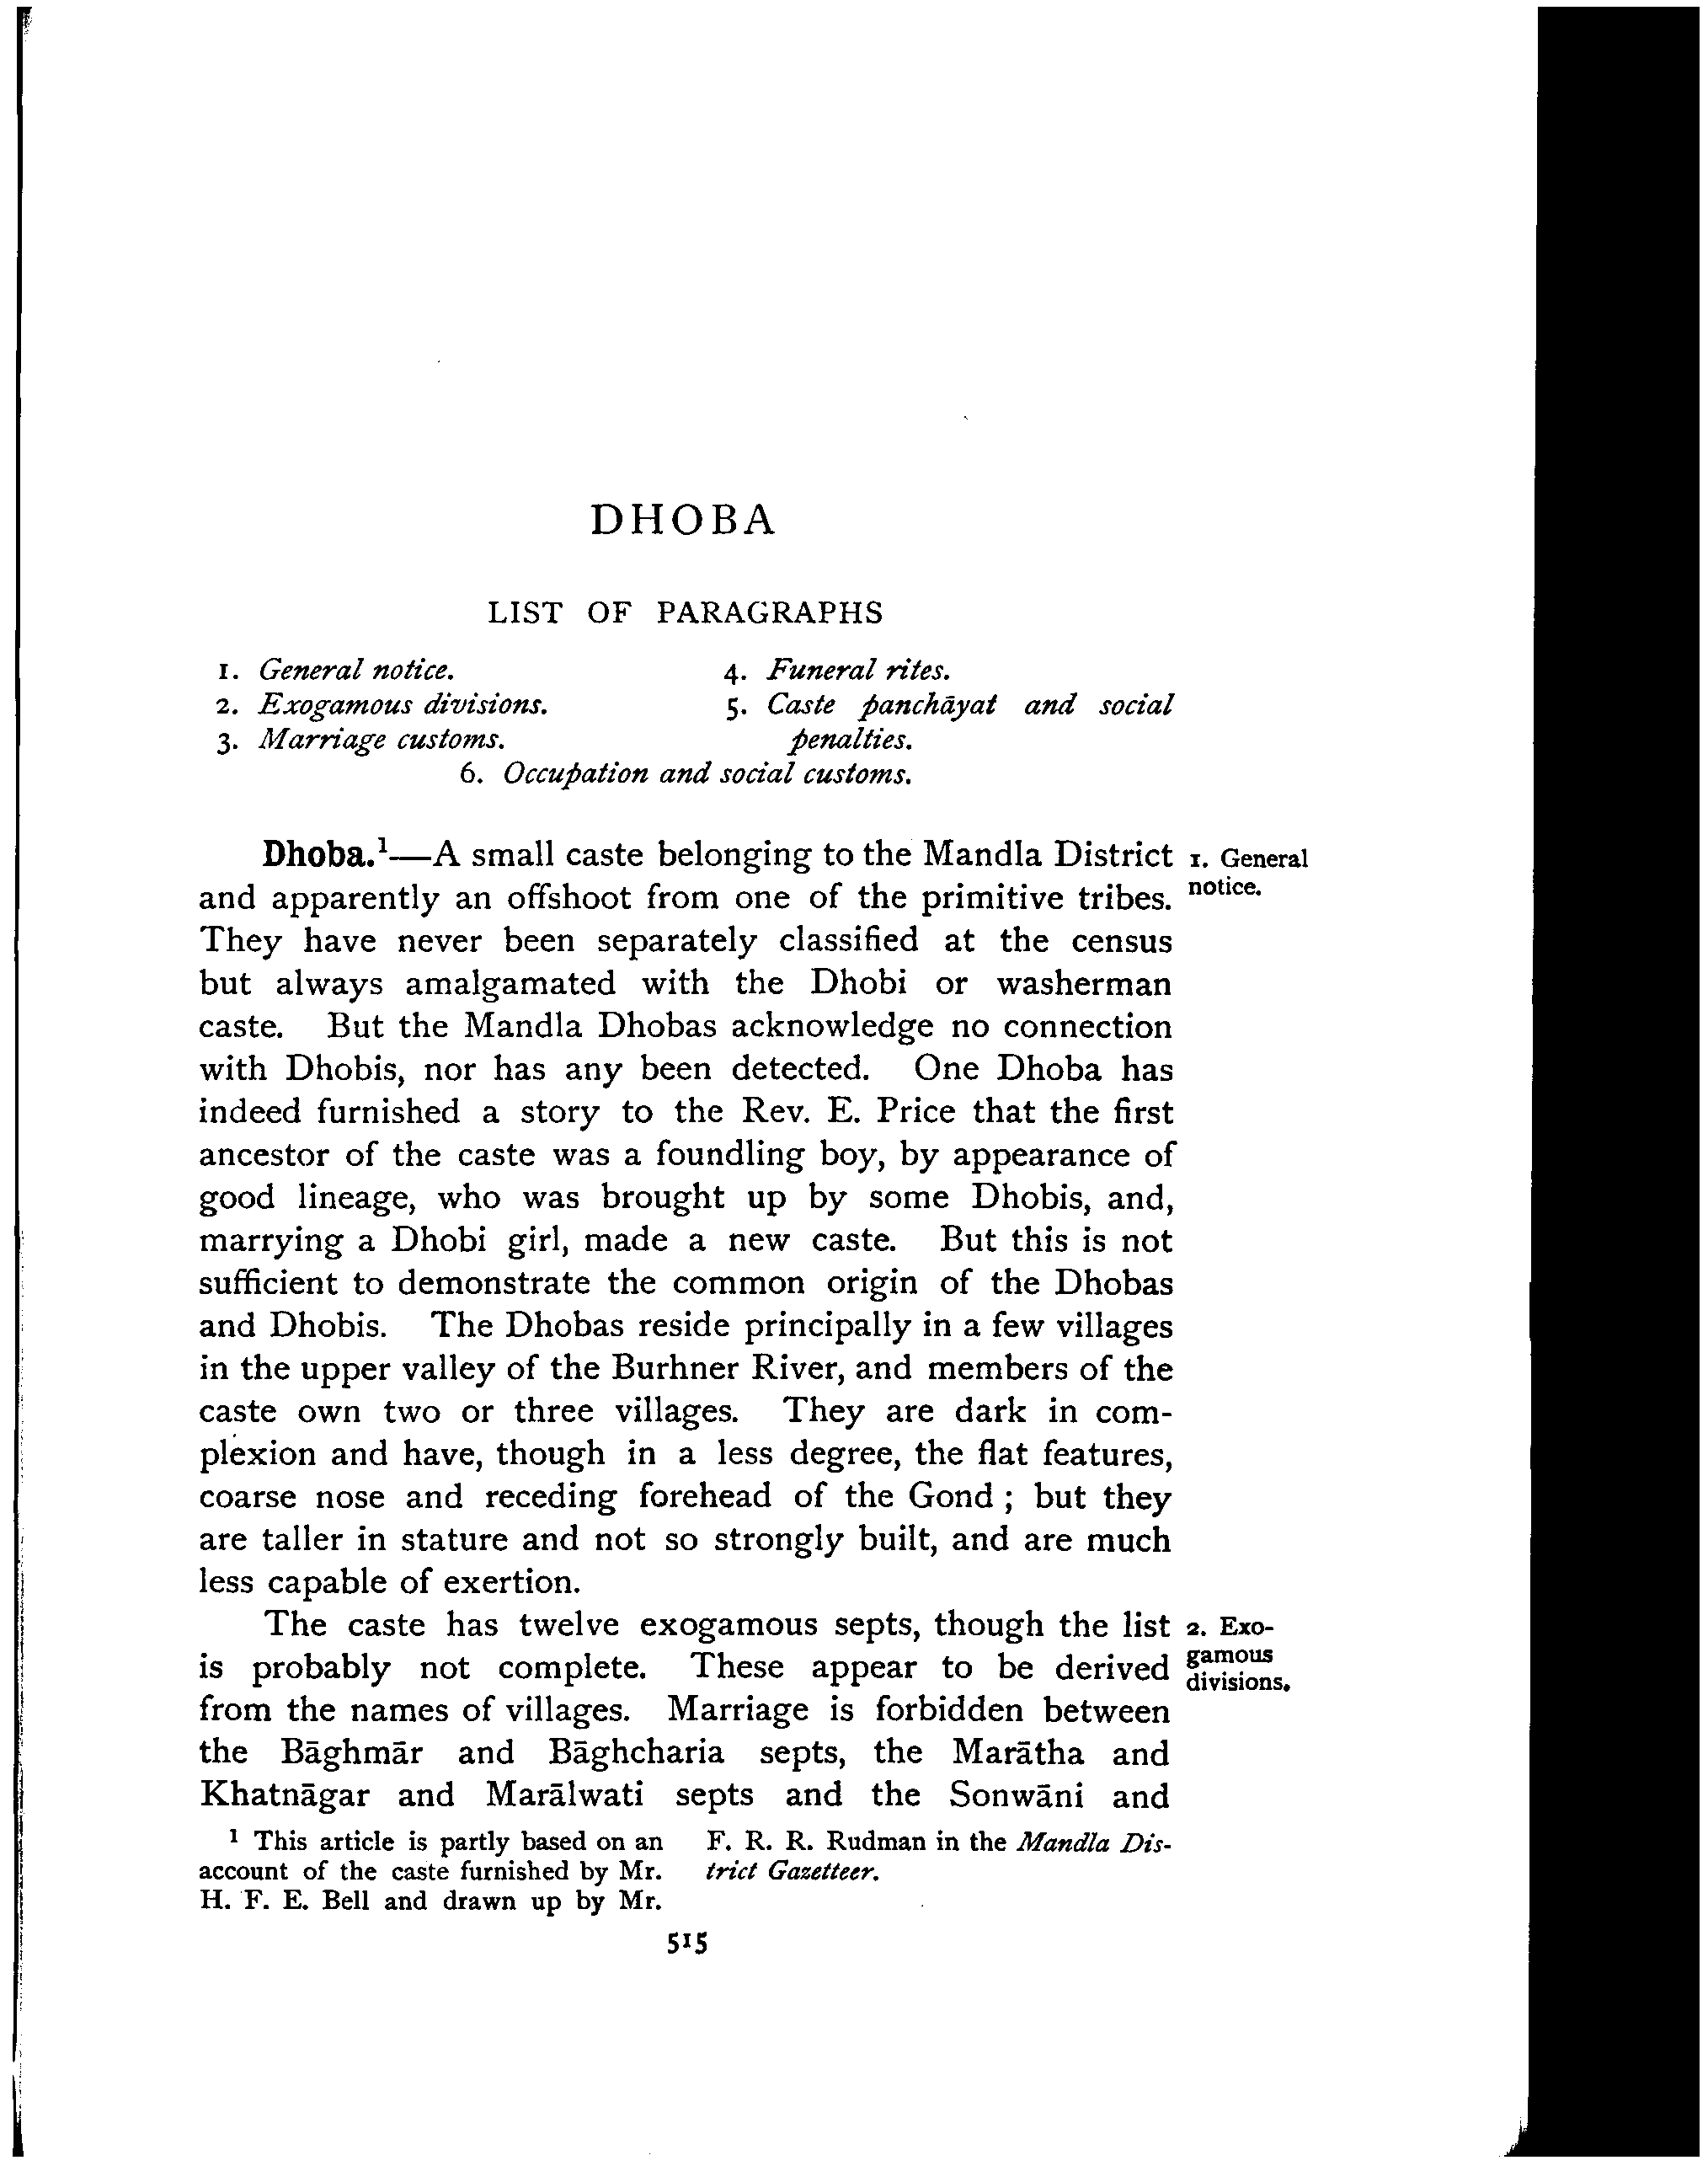 DHOBA
LIST OF PARAGRAPHS
1. General notice.
2. Exogamous divisions.
3. Marriage customs.
4. Funeral rites.
5. Caste panchāyat and social
penalties.
6. Occupation and social customs.
Dhoba.¹—A small caste belonging to the Mandla District
and apparently an offshoot from one of the primitive tribes.
They have never been separately classified at the census
but always amalgamated with the Dhobi or washerman
caste. But the Mandla Dhobas acknowledge no connection
with Dhobis, nor has any been detected. One Dhoba has
indeed furnished a story to the Rev. E. Price that the first
ancestor of the caste was a foundling boy, by appearance of
good lineage, who was brought up by some Dhobis, and,
marrying a Dhobi girl, made a new caste. But this is not
sufficient to demonstrate the common origin of the Dhobas
and Dhobis. The Dhobas reside principally in a few villages
in the upper valley of the Burhner River, and members of the
caste own two or three villages. They are dark in com-
plexion and have, though in a less degree, the flat features,
coarse nose and receding forehead of the Gond ; but they
are taller in stature and not so strongly built, and are much
less capable of exertion.
1. General
notice.
The caste has twelve exogamous septs, though the list
is probably not complete. These appear to be derived
from the names of villages. Marriage is forbidden between
the Bāghmār and Bāghcharia septs, the Marātha and
Khatnāgar and Marālwati septs and the Sonwāni and
2. Exo-
gamous
divisions.
¹ This article is partly based on an
account of the caste furnished by Mr.
H. F. E. Bell and drawn up by Mr.
F. R. R. Rudman in the Mandla Dis-
trict Gazetteer.
515